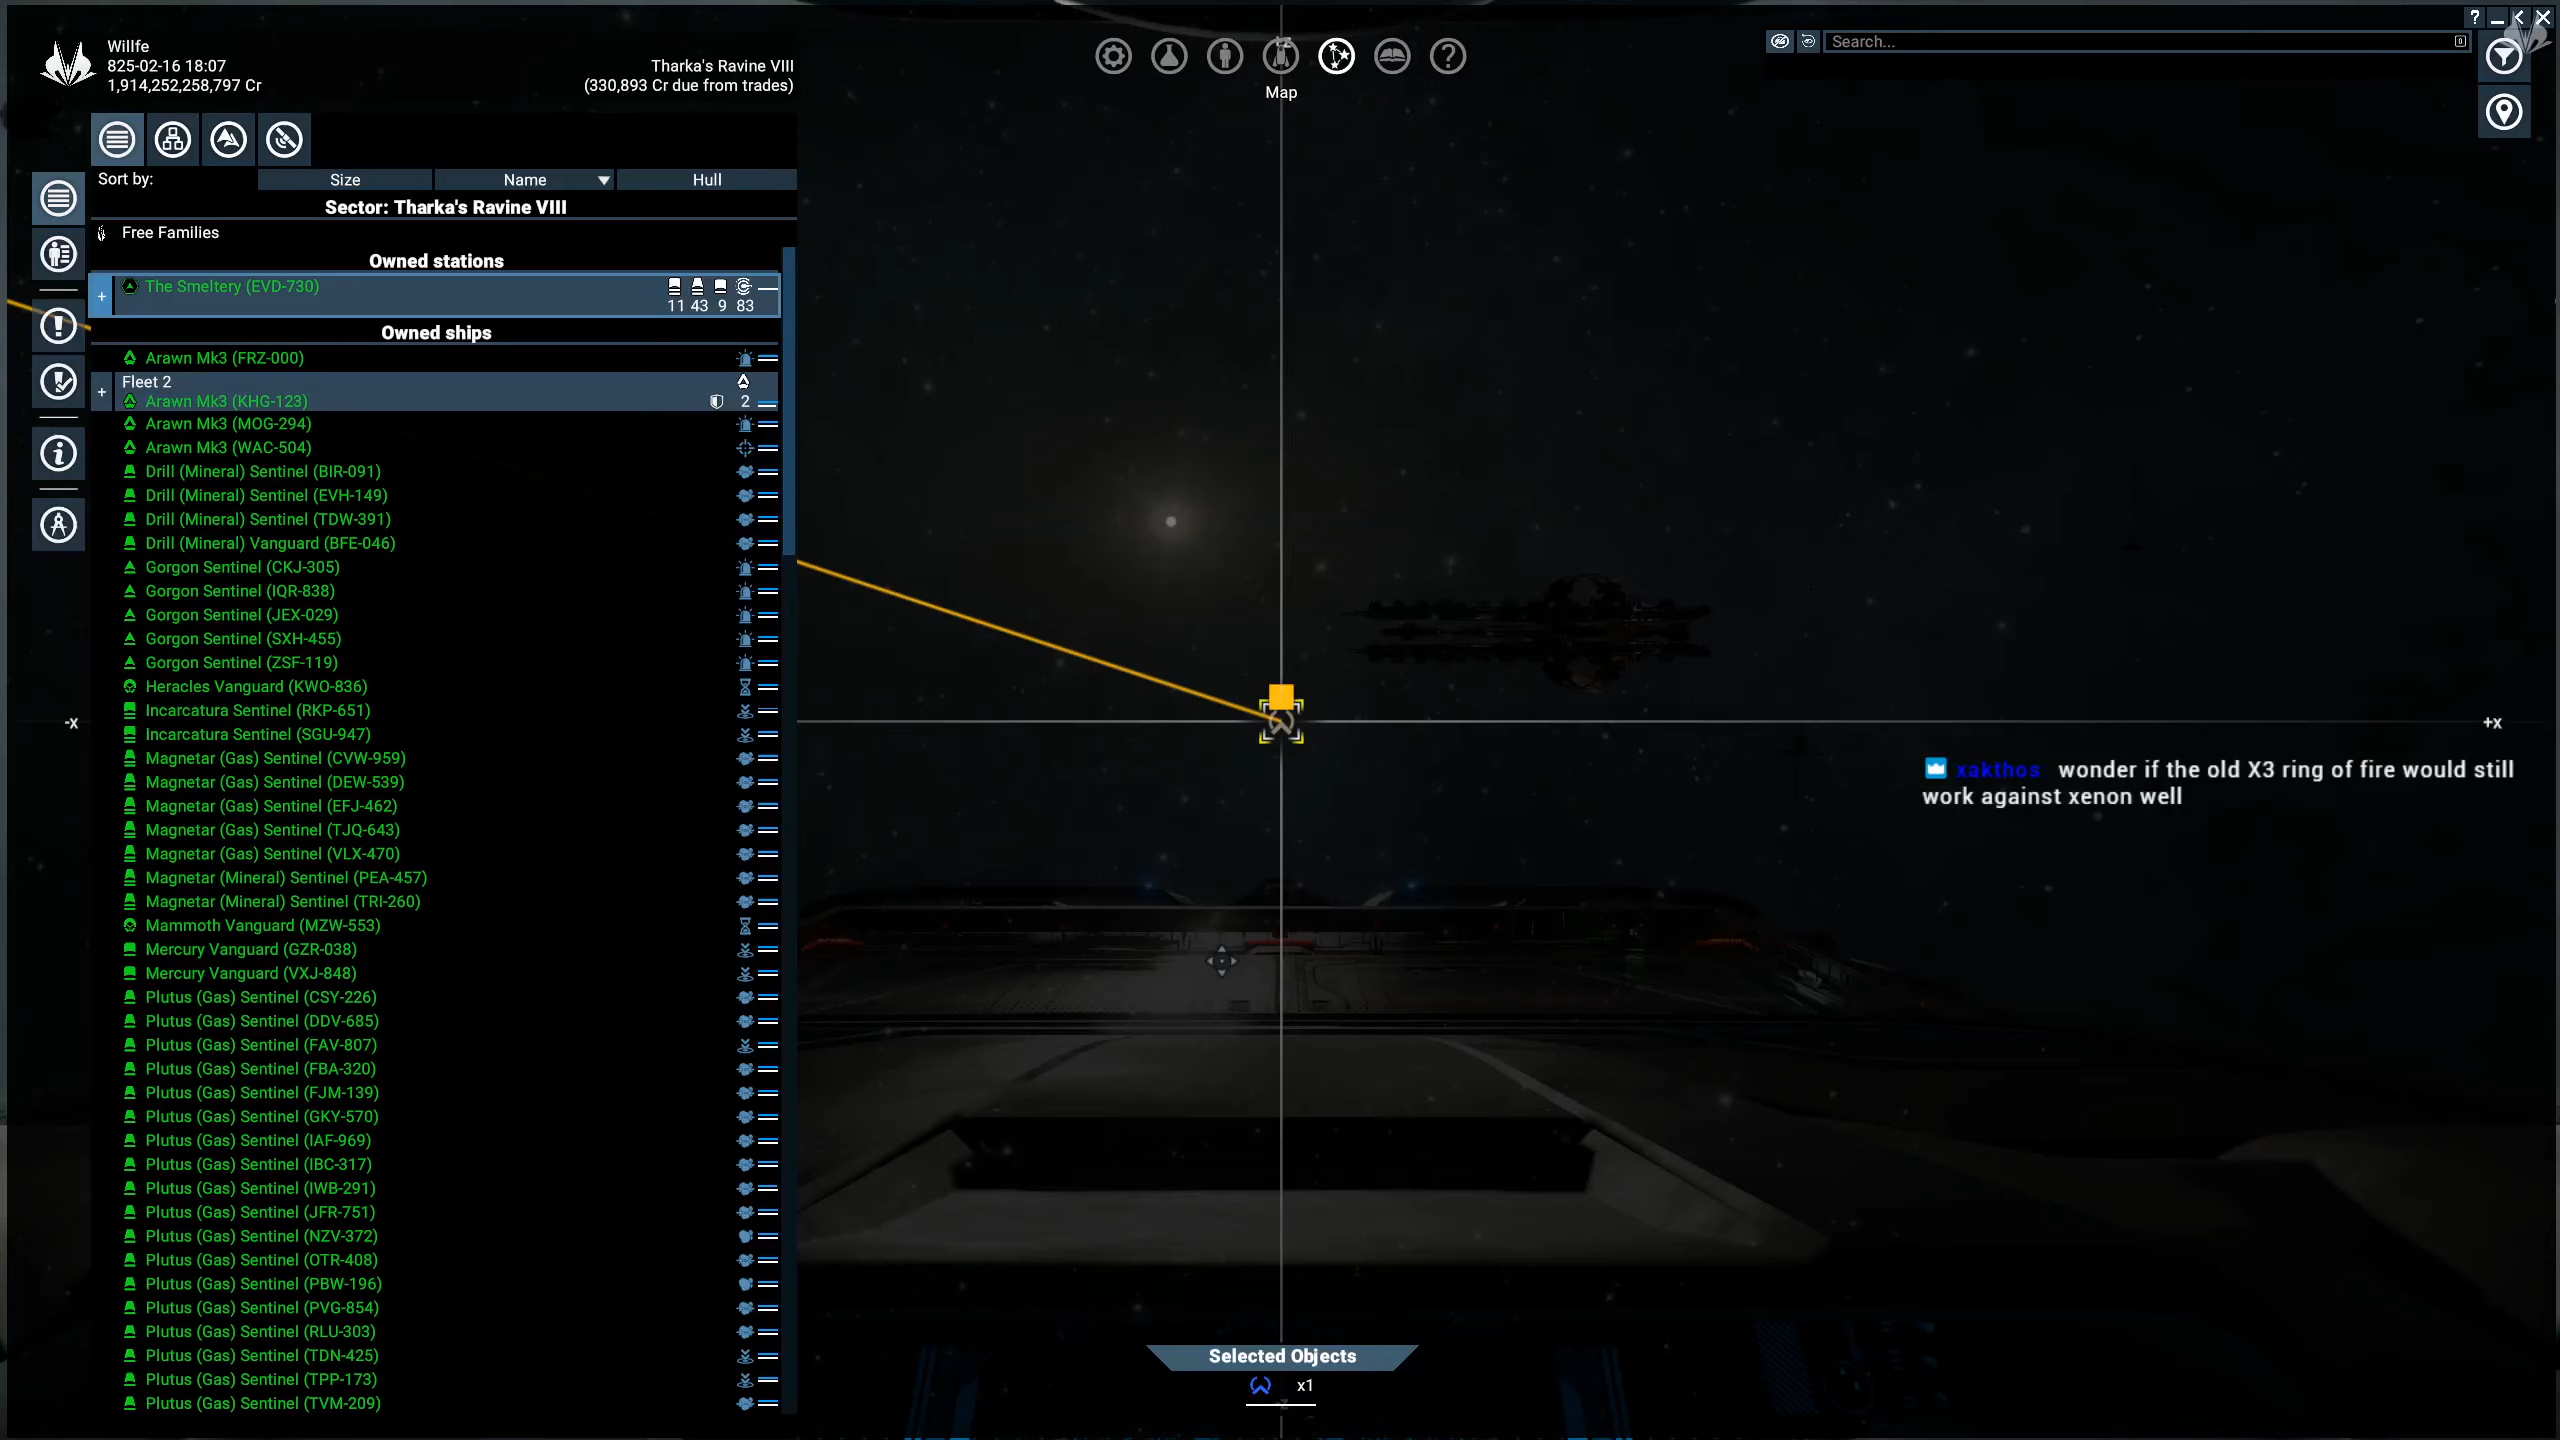 Willfe
825-02-16 18:07
1,914,252,258,797 Cr
Tharka's Ravine VIII
(330,893 Cr due from trades)
Map
Search...
Sort by:
Size
Name
Hull
Sector: Tharka's Ravine VIII
Free Families
Owned stations
The Smeltery (EVD-730)
11 43 9 83
Owned ships
Arawn Mk3 (FRZ-000)
Fleet 2
Arawn Mk3 (KHG-123) 2
Arawn Mk3 (MOG-294)
Arawn Mk3 (WAC-504)
Drill (Mineral) Sentinel (BIR-091)
Drill (Mineral) Sentinel (EVH-149)
Drill (Mineral) Sentinel (TDW-391)
Drill (Mineral) Vanguard (BFE-046)
Gorgon Sentinel (CKJ-305)
Gorgon Sentinel (IQR-838)
Gorgon Sentinel (JEX-029)
Gorgon Sentinel (SXH-455)
Gorgon Sentinel (ZSF-119)
Heracles Vanguard (KWO-836)
Incarcatura Sentinel (RKP-651)
Incarcatura Sentinel (SGU-947)
Magnetar (Gas) Sentinel (CVW-959)
Magnetar (Gas) Sentinel (DEW-539)
Magnetar (Gas) Sentinel (EFJ-462)
Magnetar (Gas) Sentinel (TJQ-643)
Magnetar (Gas) Sentinel (VLX-470)
Magnetar (Mineral) Sentinel (PEA-457)
Magnetar (Mineral) Sentinel (TRI-260)
Mammoth Vanguard (MZW-553)
Mercury Vanguard (GZR-038)
Mercury Vanguard (VXJ-848)
Plutus (Gas) Sentinel (CSY-226)
Plutus (Gas) Sentinel (DDV-685)
Plutus (Gas) Sentinel (FAV-807)
Plutus (Gas) Sentinel (FBA-320)
Plutus (Gas) Sentinel (FJM-139)
Plutus (Gas) Sentinel (GKY-570)
Plutus (Gas) Sentinel (IAF-969)
Plutus (Gas) Sentinel (IBC-317)
Plutus (Gas) Sentinel (IWB-291)
Plutus (Gas) Sentinel (JFR-751)
Plutus (Gas) Sentinel (NZV-372)
Plutus (Gas) Sentinel (OTR-408)
Plutus (Gas) Sentinel (PBW-196)
Plutus (Gas) Sentinel (PVG-854)
Plutus (Gas) Sentinel (RLU-303)
Plutus (Gas) Sentinel (TDN-425)
Plutus (Gas) Sentinel (TPP-173)
Plutus (Gas) Sentinel (TVM-209)
-x
+x
xakthos wonder if the old X3 ring of fire would still
work against xenon well
Selected Objects
x1